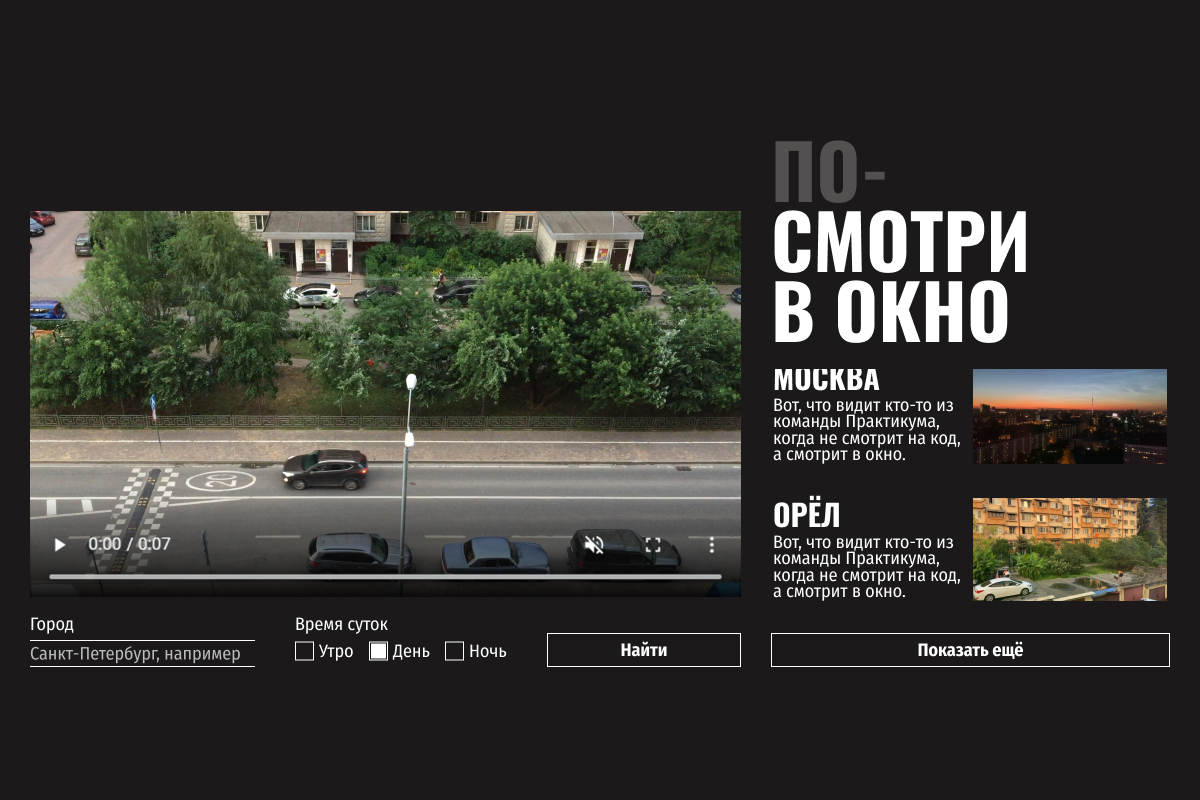 ПО-
СМОТРИ
В ОКНО
20
0:00 / 0:07
МОСКВА
Вот, что видит кто-то из
команды Практикума,
когда не смотрит на код,
а смотрит в окно.
ОРЁЛ
Вот, что видит кто-то из
команды Практикума,
когда не смотрит на код,
а смотрит в окно.
Город
Санкт-Петербург, например
Время суток
Утро День Ночь
Найти
Показать ещё